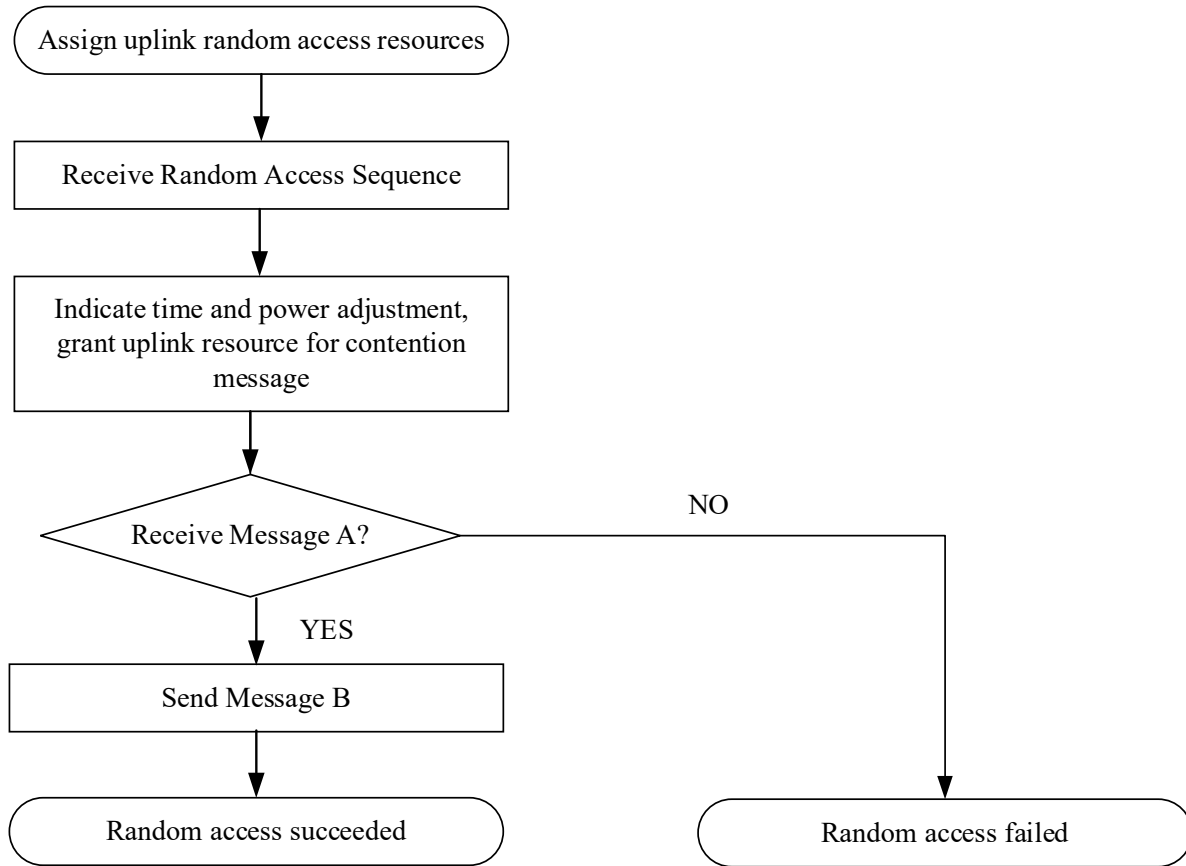 Assign uplink random access resources
Receive Random Access Sequence
Indicate time and power adjustment,
grant uplink resource for contention
message
Receive Message A?
NO
YES
Send Message B
Random access succeeded
Random access failed